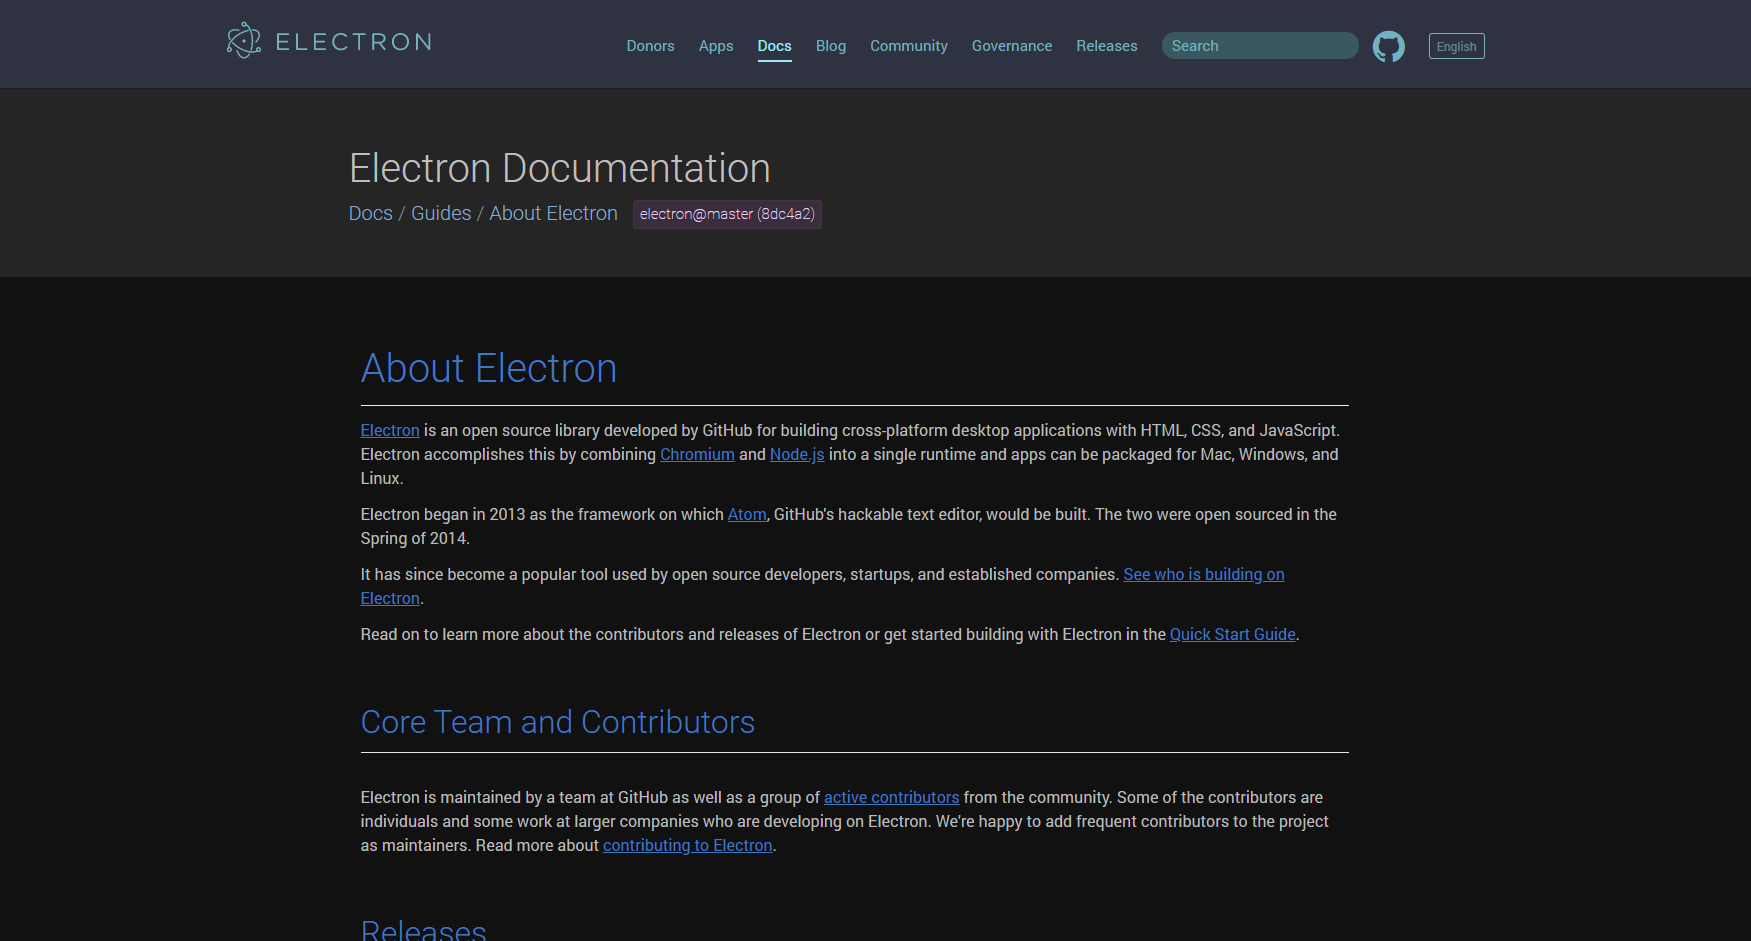 ELECTRON
Donors Apps Docs Blog Community Governance Releases Search English
Electron Documentation
Docs / Guides / About Electron electron@master (8dc4a2)
About Electron
Electron is an open source library developed by GitHub for building cross-platform desktop applications with HTML, CSS, and JavaScript.
Electron accomplishes this by combining Chromium and Node.js into a single runtime and apps can be packaged for Mac, Windows, and
Linux.
Electron began in 2013 as the framework on which Atom, GitHub's hackable text editor, would be built. The two were open sourced in the
Spring of 2014.
It has since become a popular tool used by open source developers, startups, and established companies. See who is building on
Electron.
Read on to learn more about the contributors and releases of Electron or get started building with Electron in the Quick Start Guide.
Core Team and Contributors
Electron is maintained by a team at GitHub as well as a group of active contributors from the community. Some of the contributors are
individuals and some work at larger companies who are developing on Electron. We're happy to add frequent contributors to the project
as maintainers. Read more about contributing to Electron.
Releases